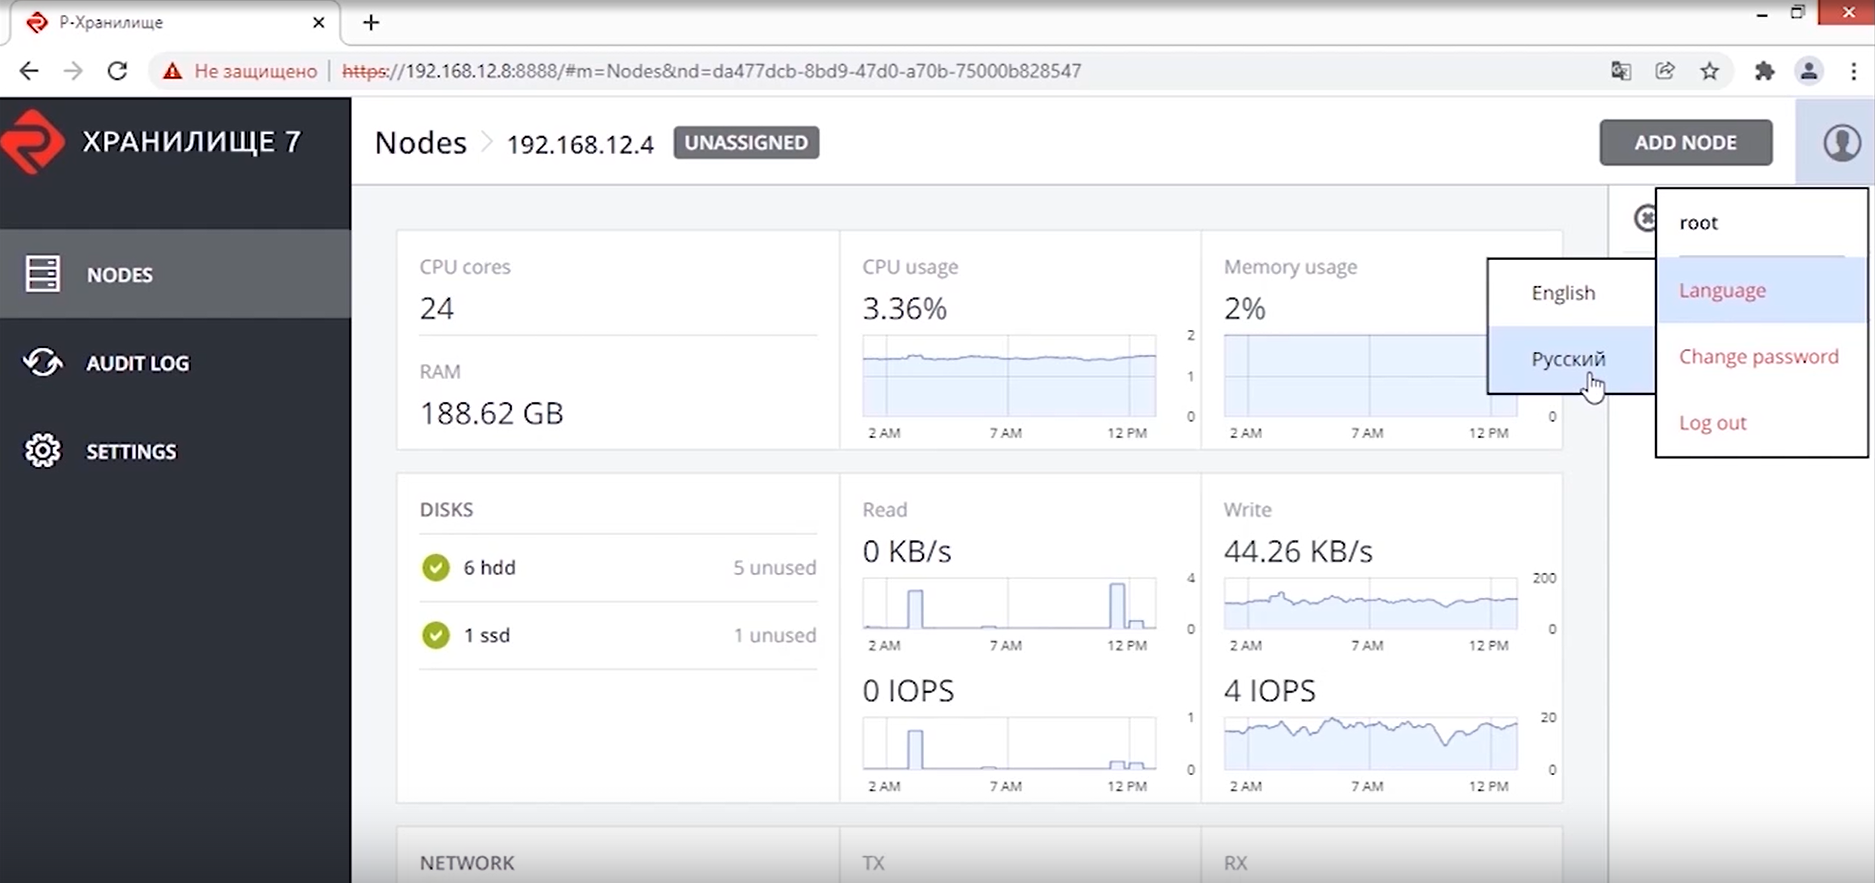 Р-Хранилище
Не защищено
https://192.168.12.8:8888/#m=Nodes&nd=da477dcb-8bd9-47d0-a70b-75000b828547
ХРАНИЛИЩЕ 7
Nodes
192.168.12.4
UNASSIGNED
ADD NODE
NODES
AUDIT LOG
SETTINGS
root
Language
Change password
Log out
English
Русский
CPU cores
24
RAM
188.62 GB
CPU usage
3.36%
2
1
0
2 AM 7 AM 12 PM
Memory usage
2%
0
2 AM 7 AM 12 PM
DISKS
6 hdd 5 unused
1 ssd 1 unused
Read
0 KB/s
4
0
2 AM 7 AM 12 PM
0 IOPS
1
0
2 AM 7 AM 12 PM
Write
44.26 KB/s
200
0
2 AM 7 AM 12 PM
4 IOPS
20
0
2 AM 7 AM 12 PM
NETWORK
TX
RX